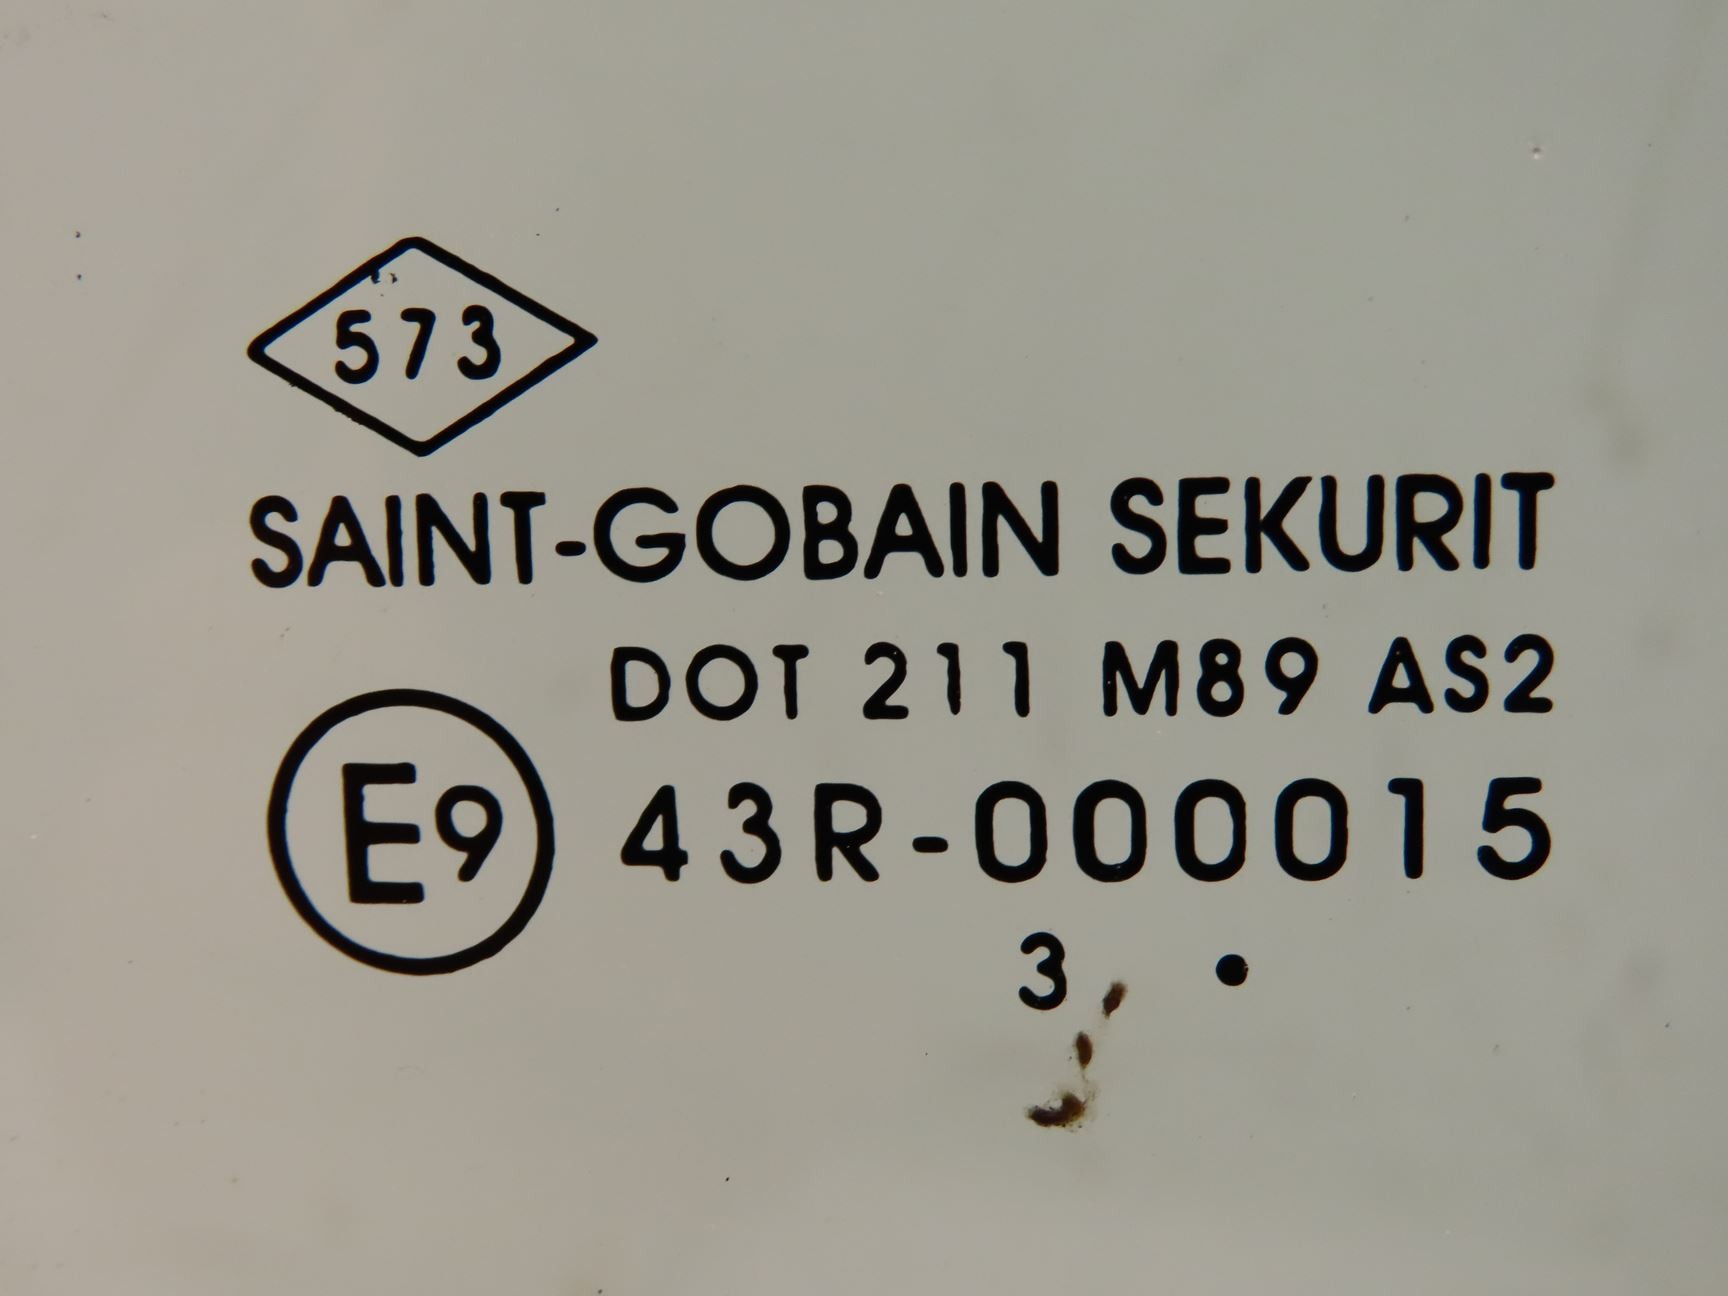 573
SAINT-GOBAIN SEKURIT
DOT 211 M89 AS2
E9 43R-000015
3 •